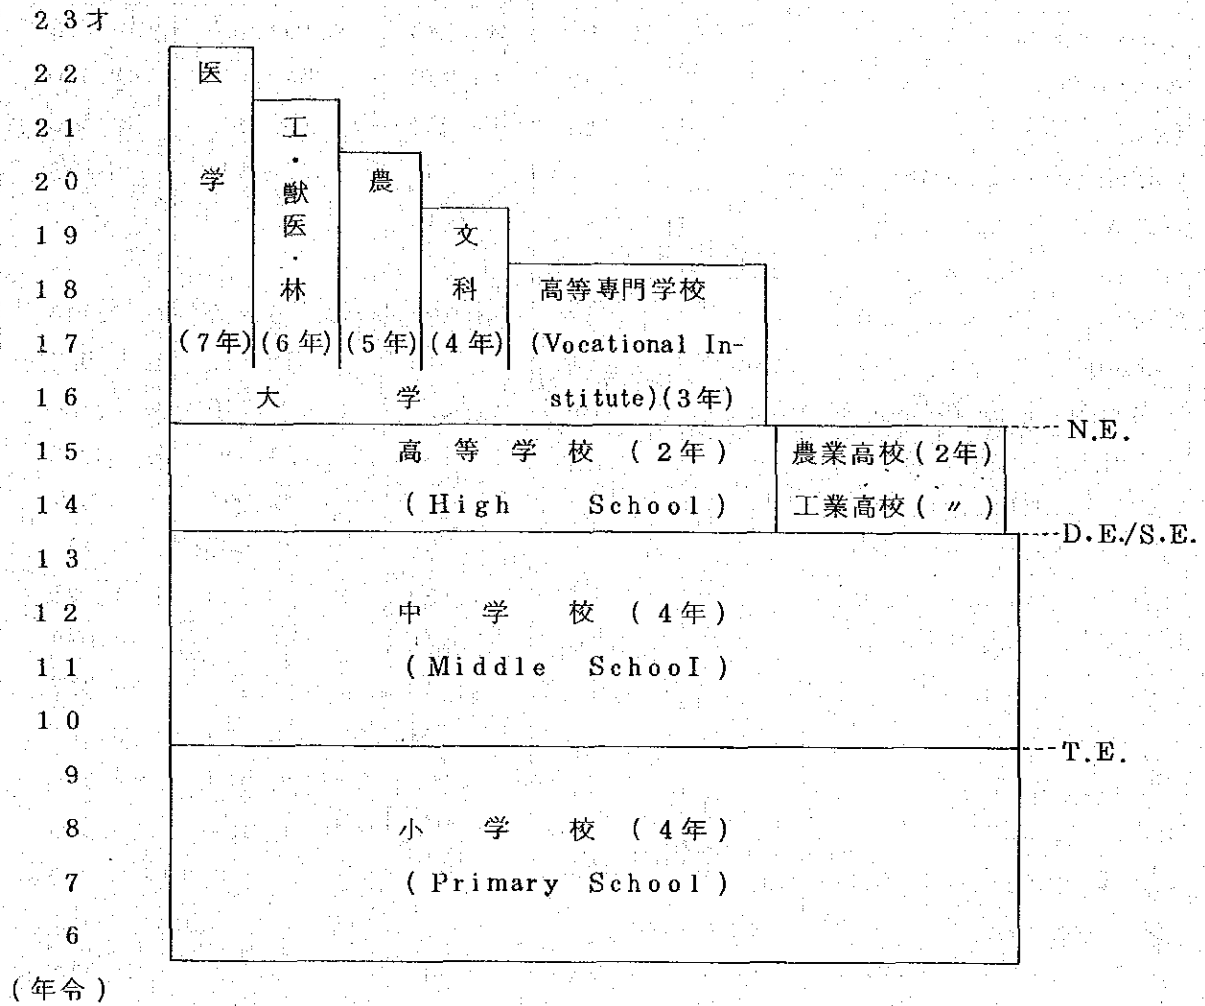 23才
22 医
21 工
20 学 ・獣 農
19 医 文
18 ・林 科 高等専門学校
17 (7年) (6年) (5年) (4年) (Vocational In-
16 大 学 stitute)(3年)
N.E.
15 高等学校(2年) 農業高校(2年)
14 (High School) 工業高校(〃)
D.E./S.E.
13
12 中学校(4年)
11 (Middle SchooI)
10
T.E.
9
8 小学校(4年)
7 (Primary School)
6
(年令)